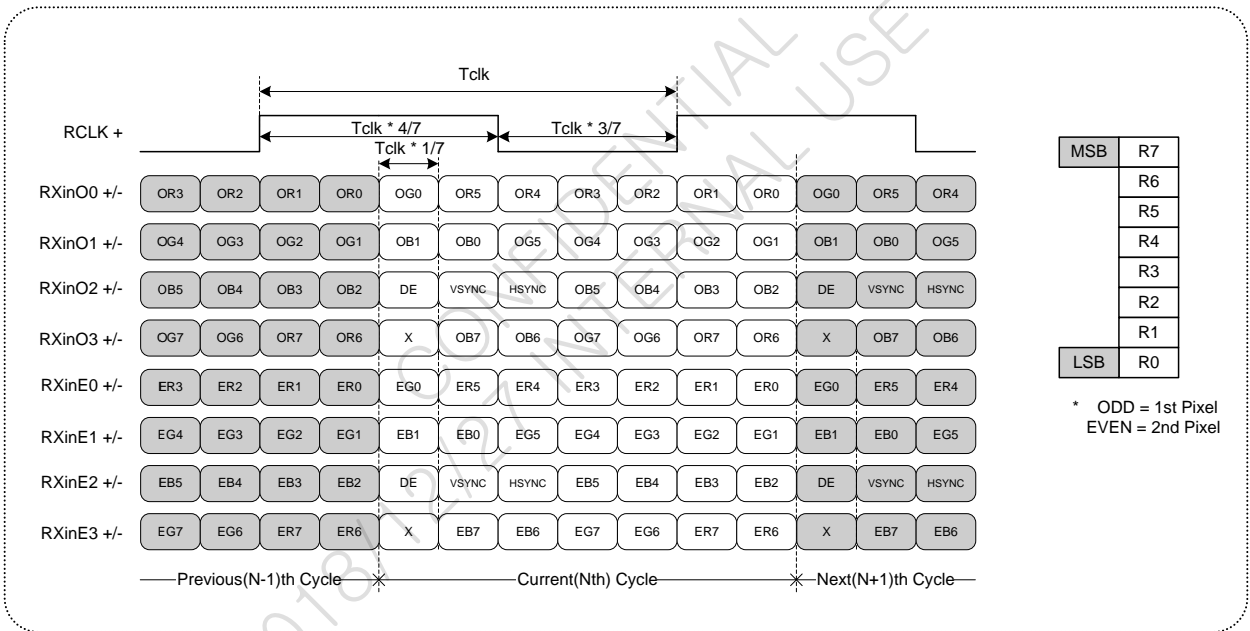 Tclk
RCLK +
Tclk * 4/7
Tclk * 3/7
Tclk * 1/7
RXinO0 +/- OR3 OR2 OR1 OR0 OG0 OR5 OR4 OR3 OR2 OR1 OR0 OG0 OR5 OR4
RXinO1 +/- OG4 OG3 OG2 OG1 OB1 OB0 OG5 OG4 OG3 OG2 OG1 OB1 OB0 OG5
RXinO2 +/- OB5 OB4 OB3 OB2 DE VSYNC HSYNC OB5 OB4 OB3 OB2 DE VSYNC HSYNC
RXinO3 +/- OG7 OG6 OR7 OR6 X OB7 OB6 OG7 OG6 OR7 OR6 X OB7 OB6
RXinE0 +/- ER3 ER2 ER1 ER0 EG0 ER5 ER4 ER3 ER2 ER1 ER0 EG0 ER5 ER4
RXinE1 +/- EG4 EG3 EG2 EG1 EB1 EB0 EG5 EG4 EG3 EG2 EG1 EB1 EB0 EG5
RXinE2 +/- EB5 EB4 EB3 EB2 DE VSYNC HSYNC EB5 EB4 EB3 EB2 DE VSYNC HSYNC
RXinE3 +/- EG7 EG6 ER7 ER6 X EB7 EB6 EG7 EG6 ER7 ER6 X EB7 EB6
Previous(N-1)th Cycle Current(Nth) Cycle Next(N+1)th Cycle
MSB R7
R6
R5
R4
R3
R2
R1
LSB R0
* ODD = 1st Pixel
EVEN = 2nd Pixel
CONFIDENTIAL
2018/12/27 INTERNAL USE